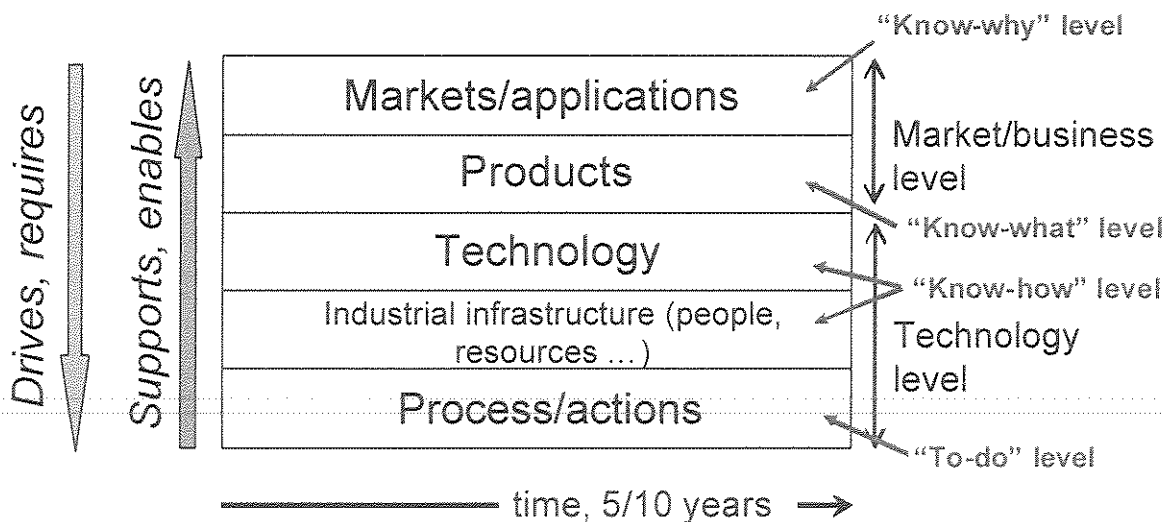 Drives, requires
Supports, enables
Markets/applications
Products
Technology
Industrial infrastructure (people,
resources ...)
Process/actions
“Know-why” level
Market/business
level
“Know-what” level
“Know-how” level
Technology
level
“To-do” level
time, 5/10 years